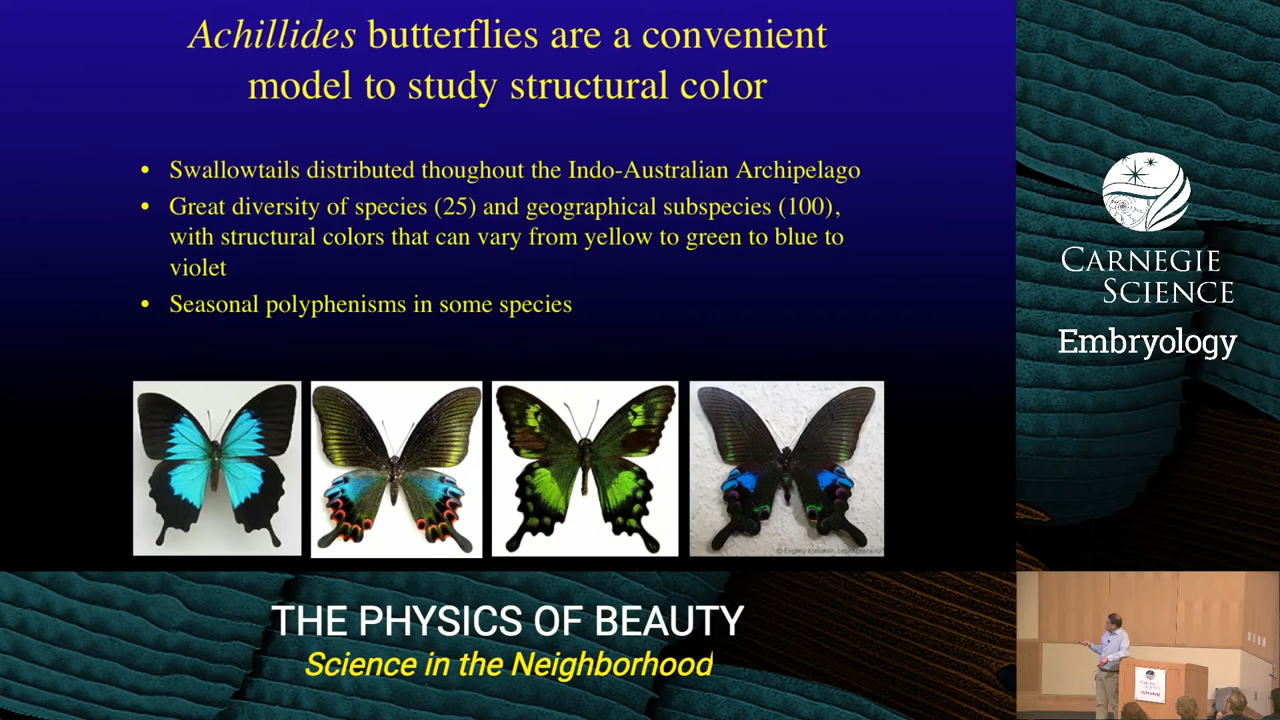 Achillides butterflies are a convenient
model to study structural color
• Swallowtails distributed thoughout the Indo-Australian Archipelago
• Great diversity of species (25) and geographical subspecies (100),
with structural colors that can vary from yellow to green to blue to
violet
• Seasonal polyphenisms in some species
CARNEGIE
SCIENCE
Embryology
THE PHYSICS OF BEAUTY
Science in the Neighborhood